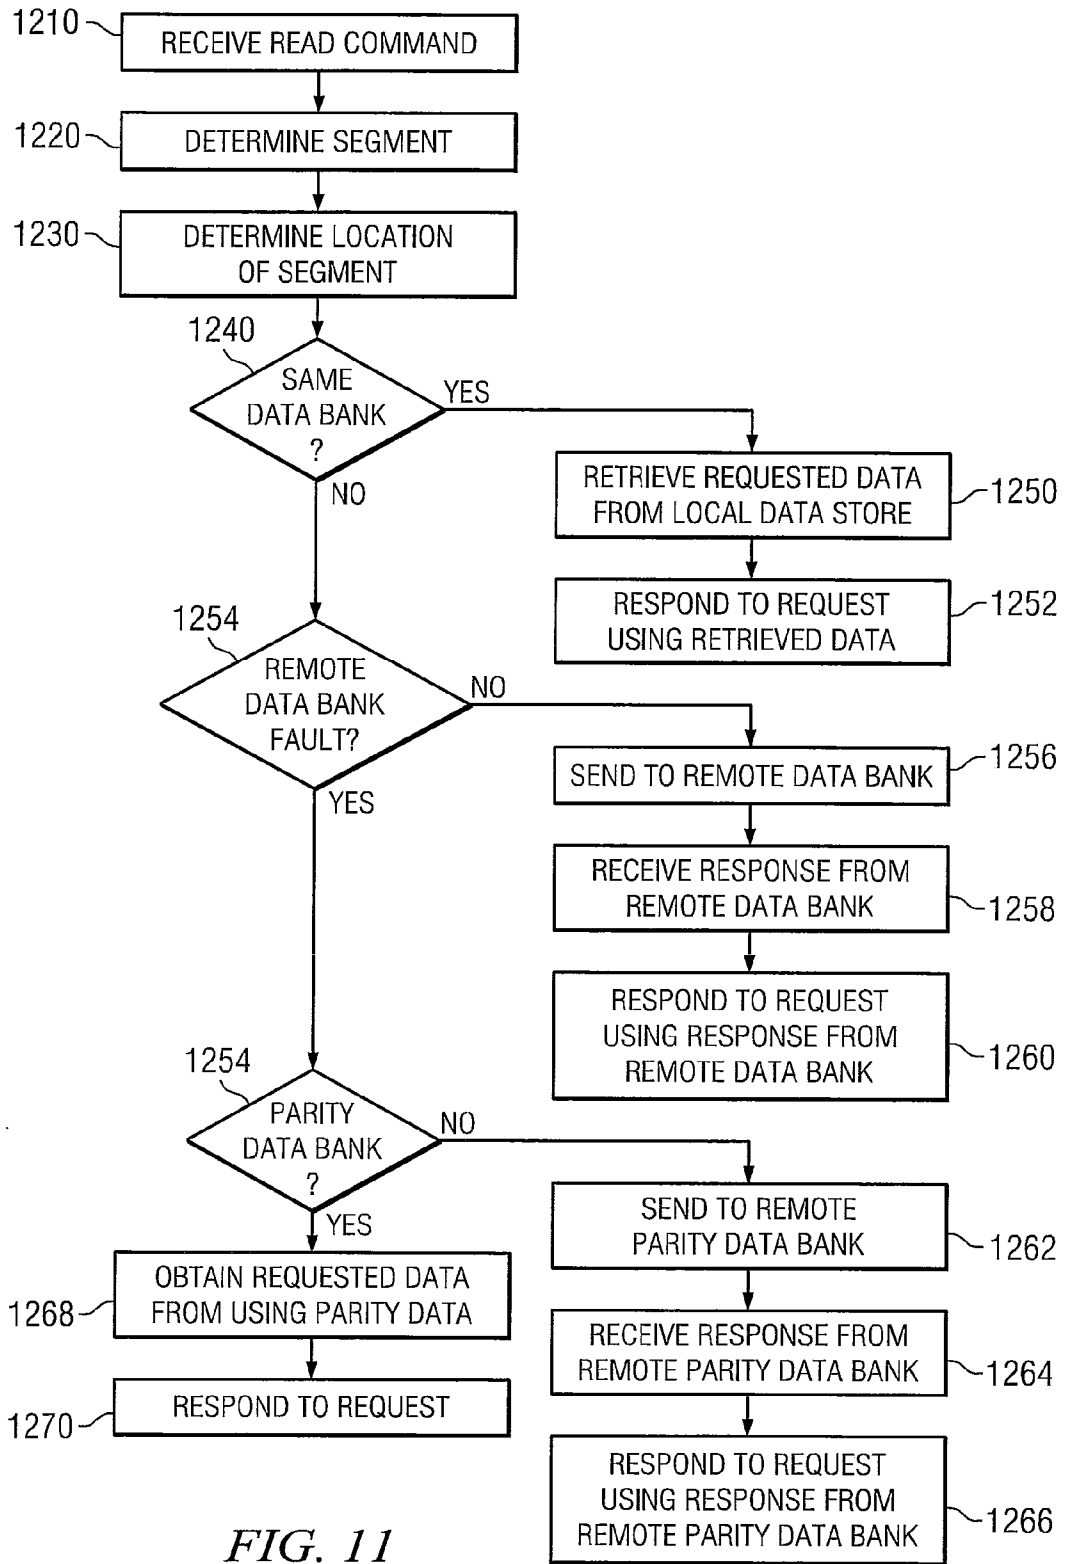 1210
RECEIVE READ COMMAND
1220
DETERMINE SEGMENT
1230
DETERMINE LOCATION
OF SEGMENT
1240
SAME
DATA BANK
?
YES
NO
RETRIEVE REQUESTED DATA
FROM LOCAL DATA STORE
1250
RESPOND TO REQUEST
USING RETRIEVED DATA
1252
1254
REMOTE
DATA BANK
FAULT?
NO
YES
SEND TO REMOTE DATA BANK
1256
RECEIVE RESPONSE FROM
REMOTE DATA BANK
1258
RESPOND TO REQUEST
USING RESPONSE FROM
REMOTE DATA BANK
1260
1254
PARITY
DATA BANK
?
NO
YES
SEND TO REMOTE
PARITY DATA BANK
1262
OBTAIN REQUESTED DATA
FROM USING PARITY DATA
1268
RECEIVE RESPONSE FROM
REMOTE PARITY DATA BANK
1264
RESPOND TO REQUEST
1270
RESPOND TO REQUEST
USING RESPONSE FROM
REMOTE PARITY DATA BANK
1266
FIG. 11